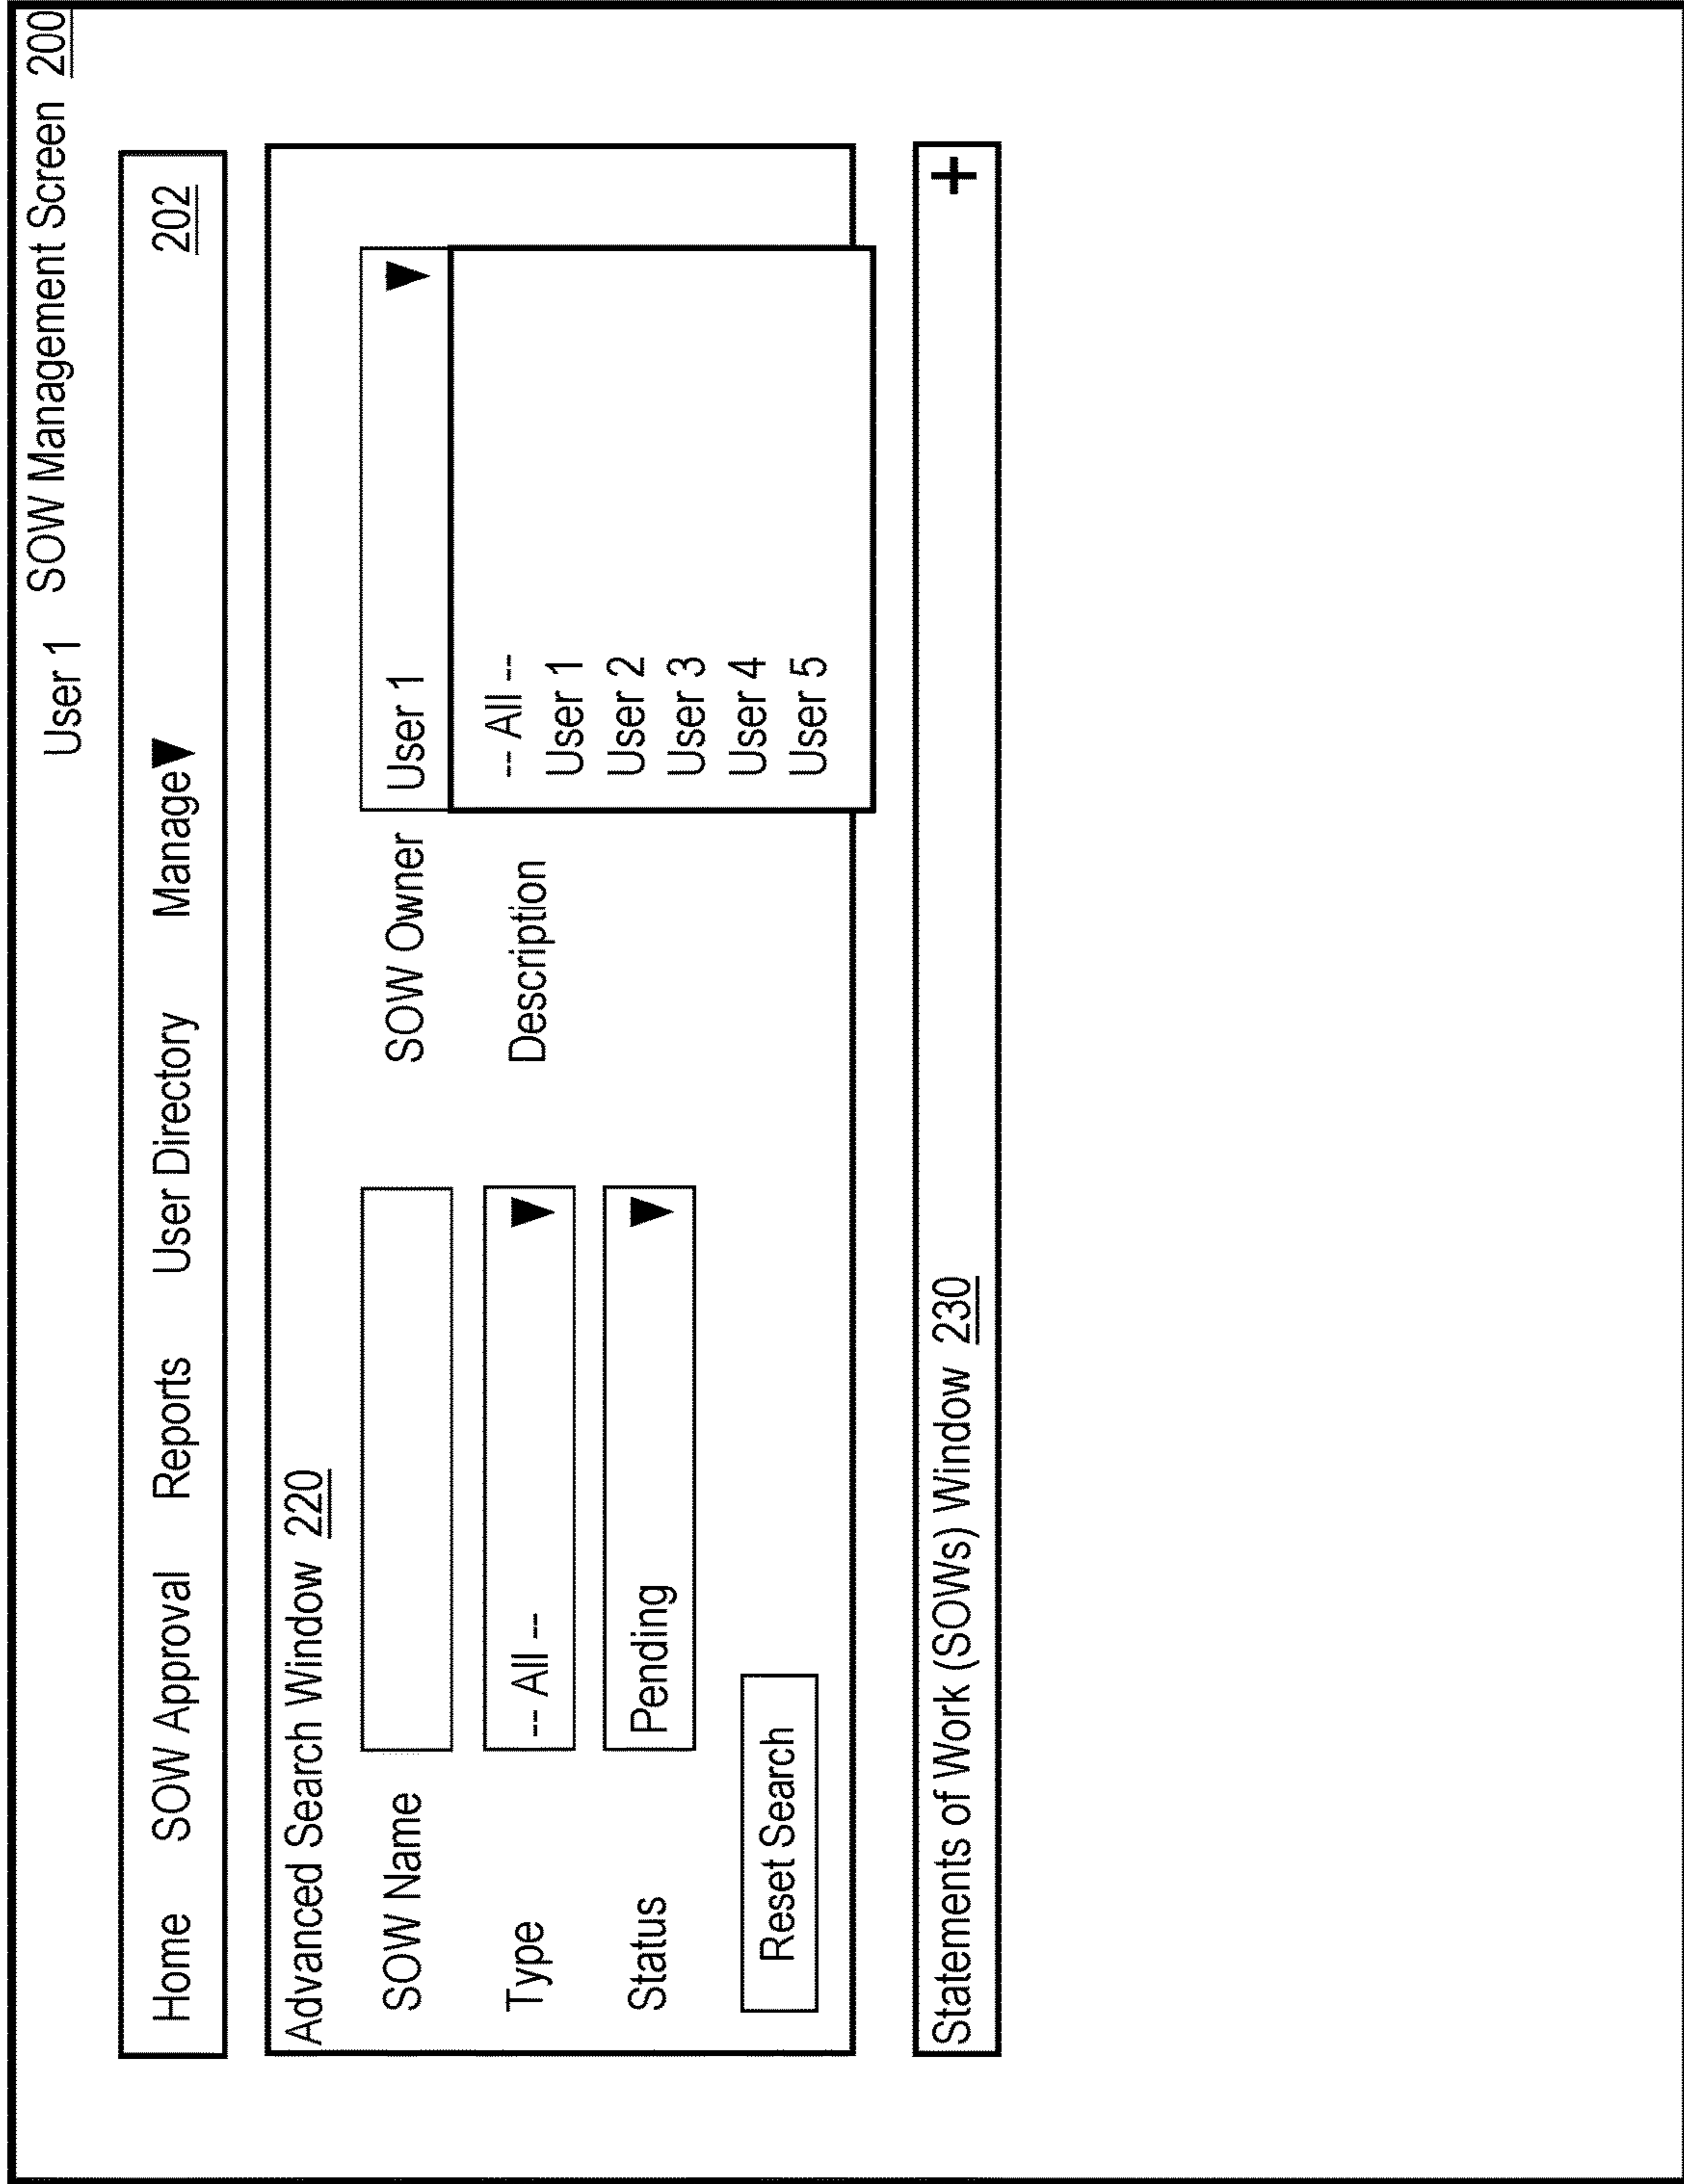 User 1 SOW Management Screen 200
Home SOW Approval Reports User Directory Manage▼ 202
Advanced Search Window 220
SOW Name SOW Owner User 1 ▼
Type -- All -- ▼ Description
-- All --
User 1
User 2
User 3
User 4
User 5
Status Pending ▼
Reset Search
Statements of Work (SOWs) Window 230 +